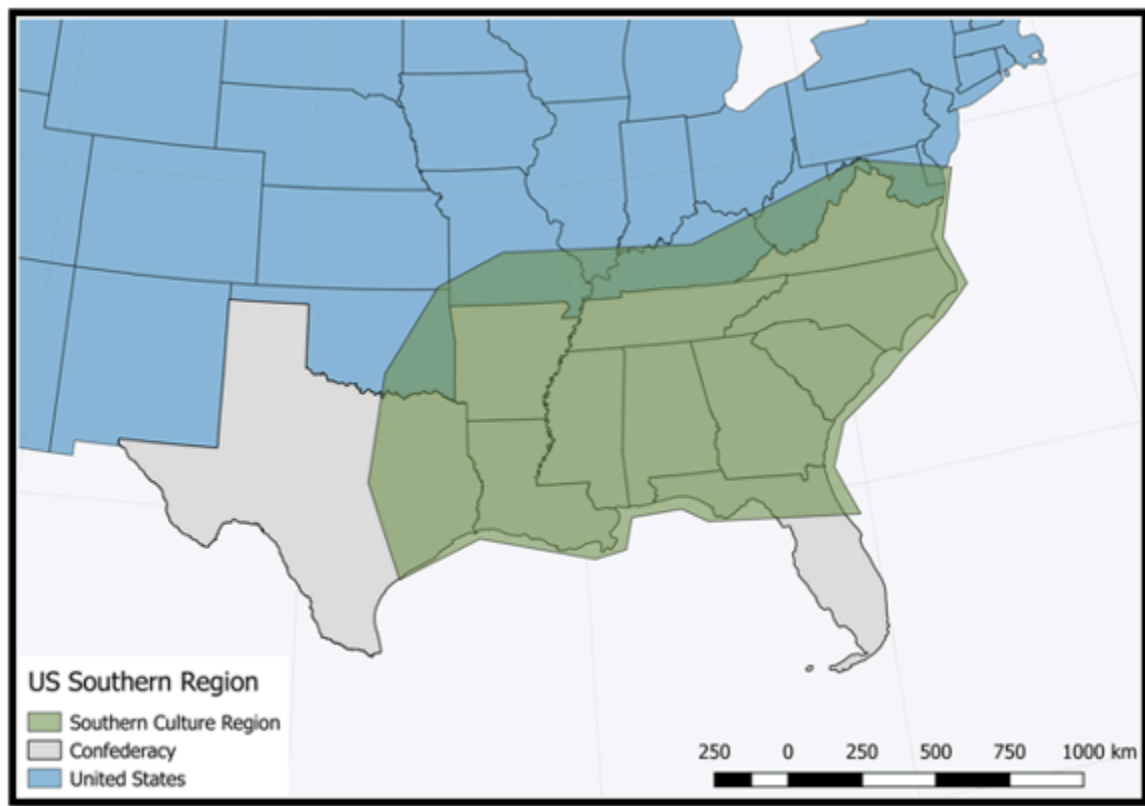 US Southern Region
Southern Culture Region
Confederacy
United States
250 0 250 500 750 1000 km